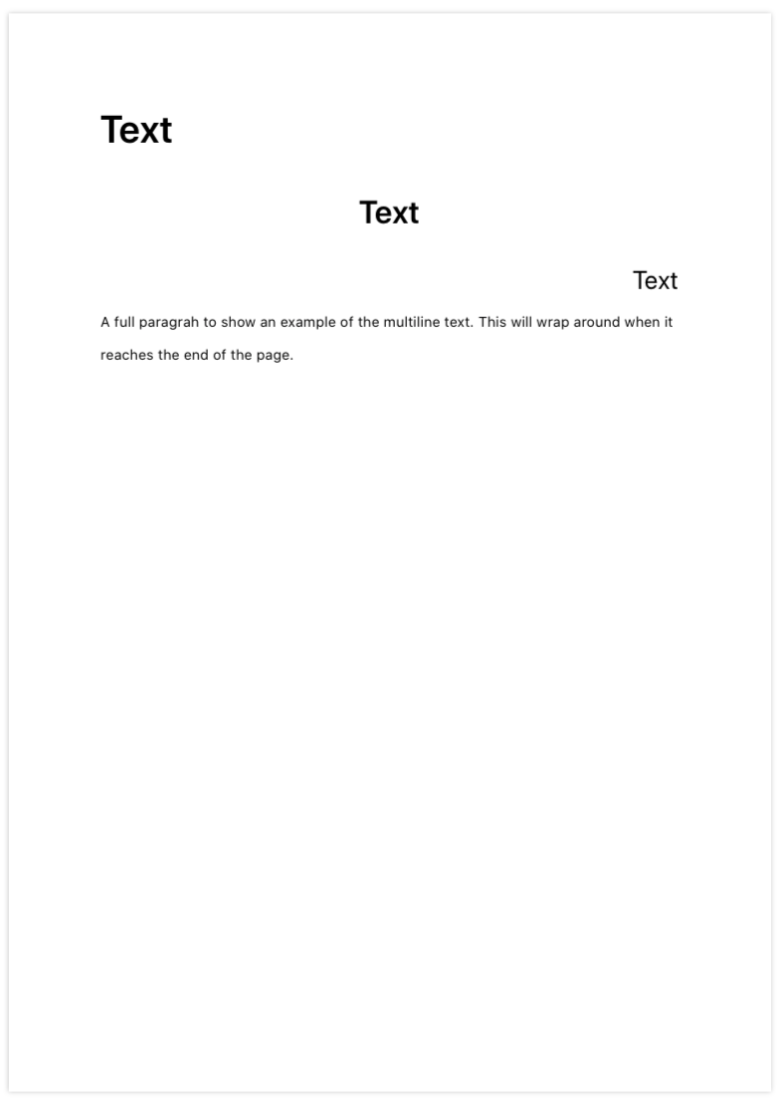 Text
Text
Text
A full paragrah to show an example of the multiline text. This will wrap around when it
reaches the end of the page.